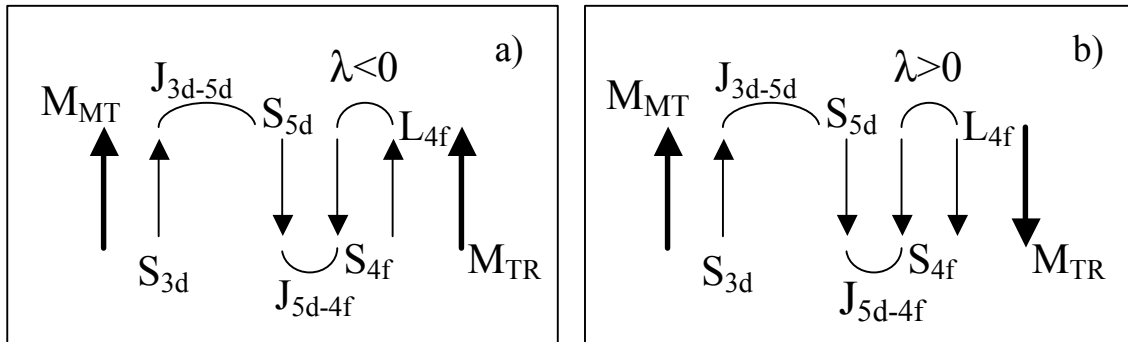 a)
J3d-5d
λ<0
MMT
S5d
L4f
S3d
S4f
MTR
J5d-4f
b)
J3d-5d
λ>0
MMT
S5d
L4f
S3d
S4f
MTR
J5d-4f